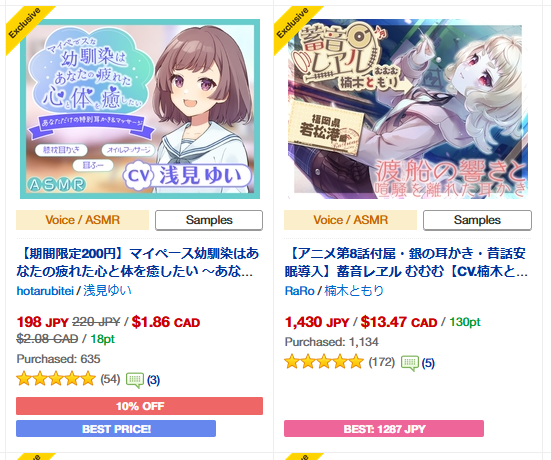 Exclusive
マイペースな
幼馴染は
あなたの疲れた
心と体を癒したい
あなただけの特別耳かき&マッサージ
膝枕耳かき
オイルマッサージ
耳ふー
ASMR
CV 浅見ゆい
Voice / ASMR
Samples
【期間限定200円】マイペース幼馴染はあ
なたの疲れた心と体を癒したい ～あな...
hotarubitei / 浅見ゆい
198 JPY 220 JPY / $1.86 CAD
$2.08 CAD / 18pt
Purchased: 635
(54) (3)
10% OFF
BEST PRICE!
Exclusive
蓄音
レヱル
むむむ
楠木ともり
福岡県
若松港編
渡船の響きと
喧騒を離れた耳かき
Voice / ASMR
Samples
【アニメ第8話付属・銀の耳かき・昔話安
眠導入】蓄音レヱル むむむ【CV.楠木と...
RaRo / 楠木ともり
1,430 JPY / $13.47 CAD / 130pt
Purchased: 1,134
(172) (5)
BEST: 1287 JPY